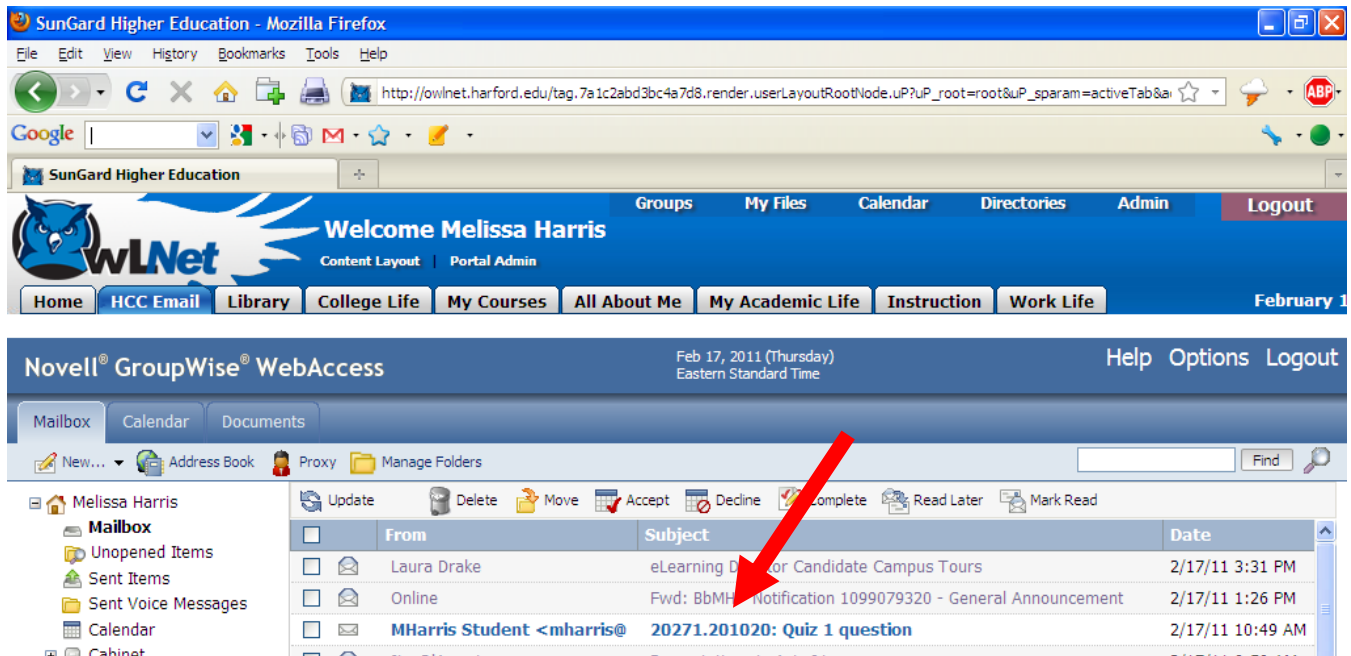 SunGard Higher Education - Mozilla Firefox
File Edit View History Bookmarks Tools Help
http://owlnet.harford.edu/tag.7a1c2abd3bc4a7d8.render.userLayoutRootNode.uP?uP_root=root&uP_sparam=activeTab&a
ABP
Google
SunGard Higher Education
Groups My Files Calendar Directories Admin Logout
Welcome Melissa Harris
OwlNet
Content Layout | Portal Admin
Home HCC Email Library College Life My Courses All About Me My Academic Life Instruction Work Life February 1
Novell® GroupWise® WebAccess
Feb 17, 2011 (Thursday)
Eastern Standard Time
Help Options Logout
Mailbox Calendar Documents
New... Address Book Proxy Manage Folders Find
Melissa Harris
Mailbox
Unopened Items
Sent Items
Sent Voice Messages
Calendar
Cabinet
Update Delete Move Accept Decline Complete Read Later Mark Read
From Subject Date
Laura Drake eLearning Candidate Campus Tours 2/17/11 3:31 PM
Online Fwd: Notification 1099079320 - General Announcement 2/17/11 1:26 PM
MHarris Student <mharris@ 20271.201020: Quiz 1 question 2/17/11 10:49 AM